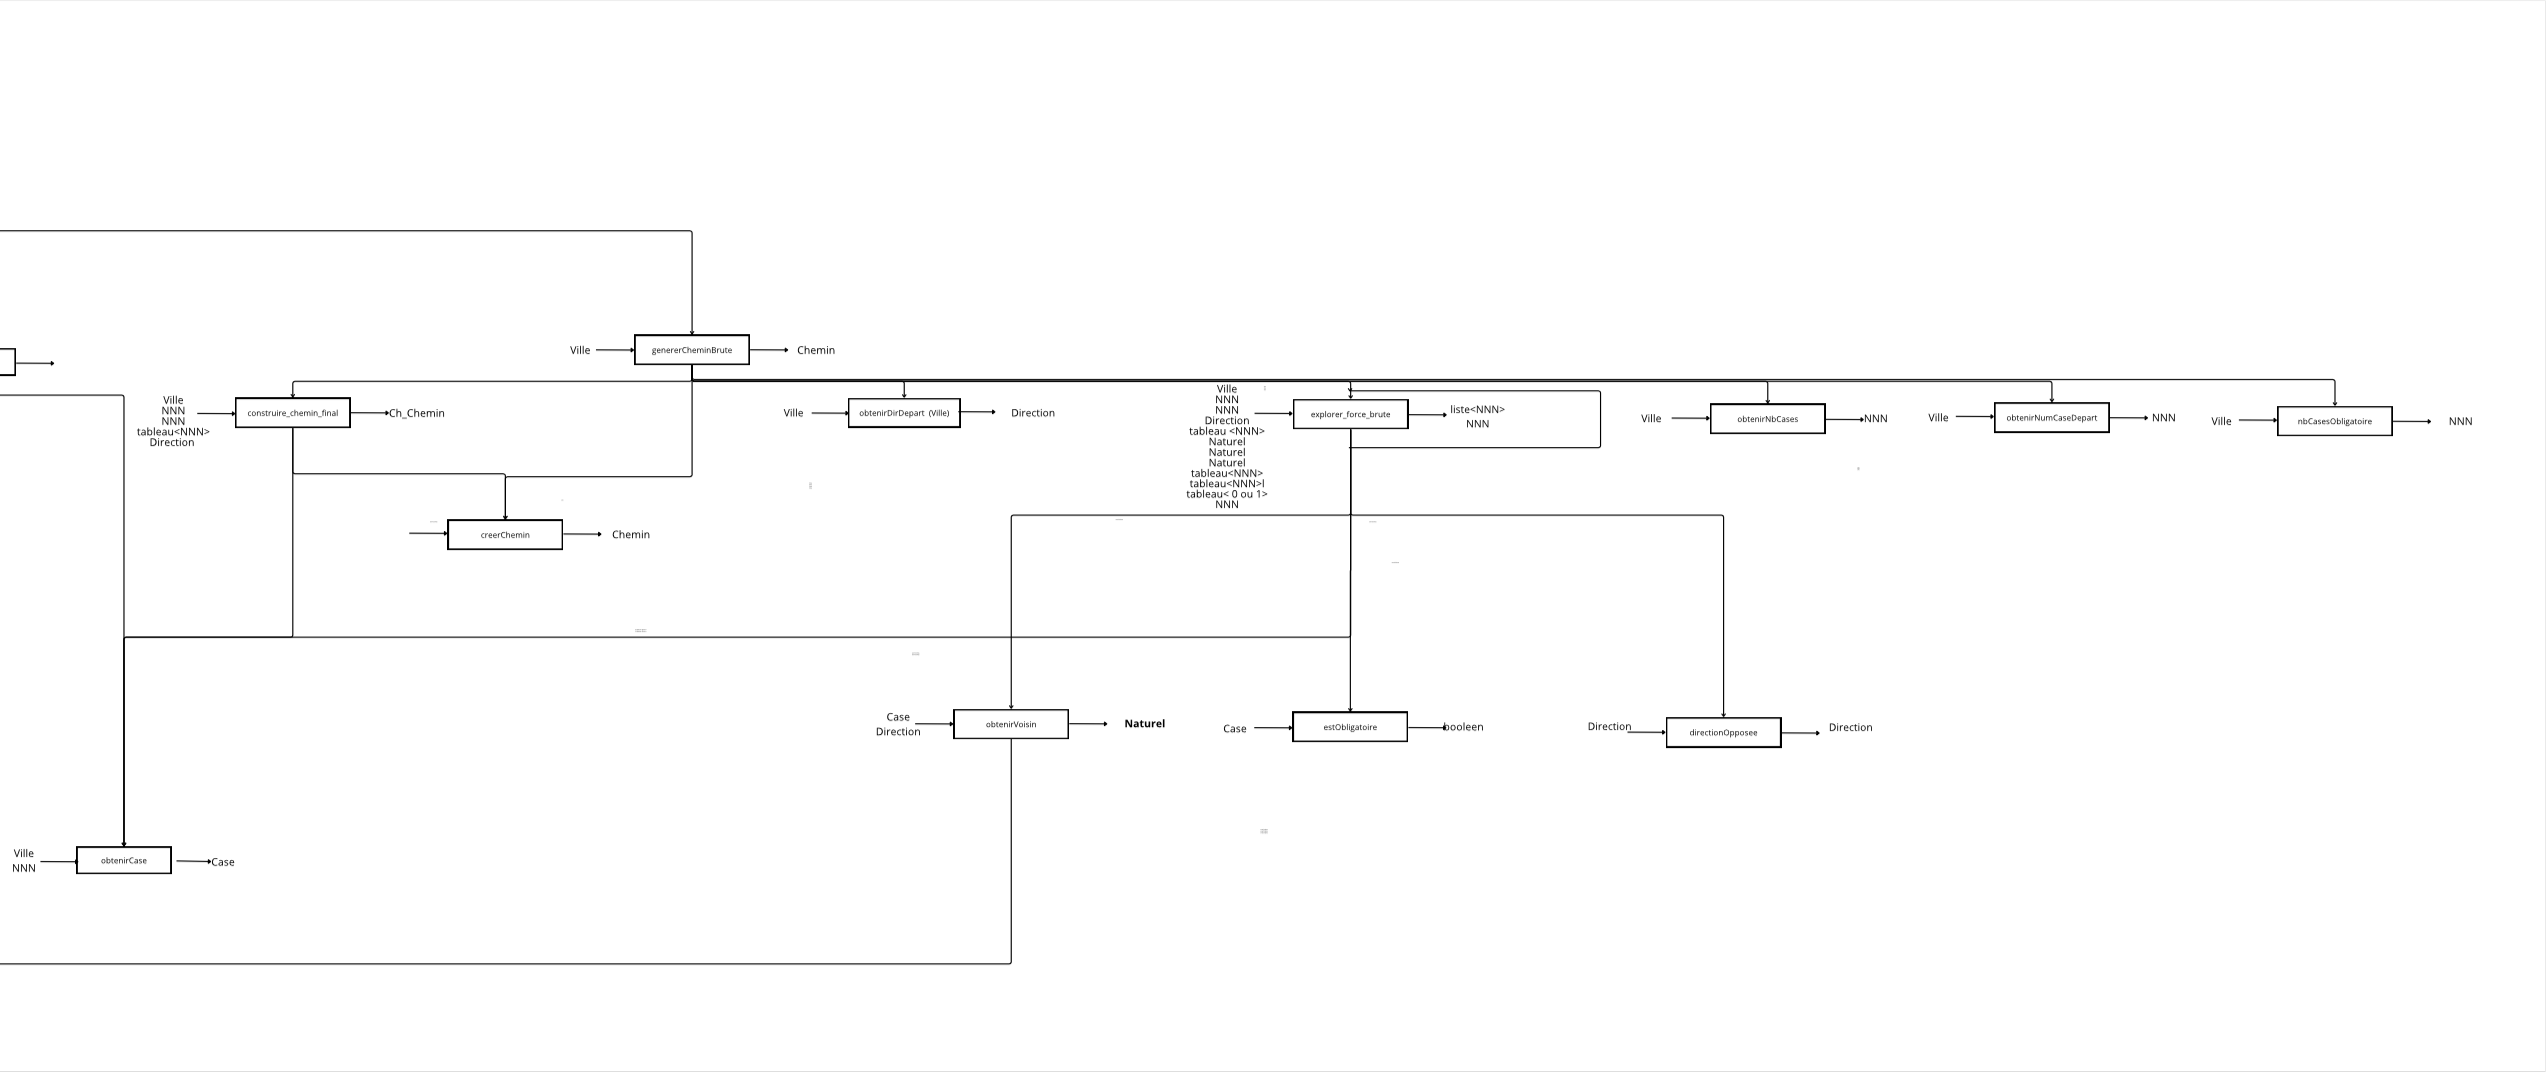 Ville
genererCheminBrute
Chemin
Ville
NNN
NNN
tableau<NNN>
Direction
construire_chemin_final
Ch_Chemin
Ville
obtenirDirDepart (Ville)
Direction
Ville
NNN
NNN
Direction
tableau <NNN>
Naturel
Naturel
Naturel
tableau<NNN>
tableau<NNN>l
tableau< 0 ou 1>
NNN
explorer_force_brute
liste<NNN>
NNN
Ville
obtenirNbCases
NNN
Ville
obtenirNumCaseDepart
NNN
Ville
nbCasesObligatoire
NNN
creerChemin
Chemin
Case
Direction
obtenirVoisin
Naturel
Case
estObligatoire
booleen
Direction
directionOpposee
Direction
Ville
NNN
obtenirCase
Case